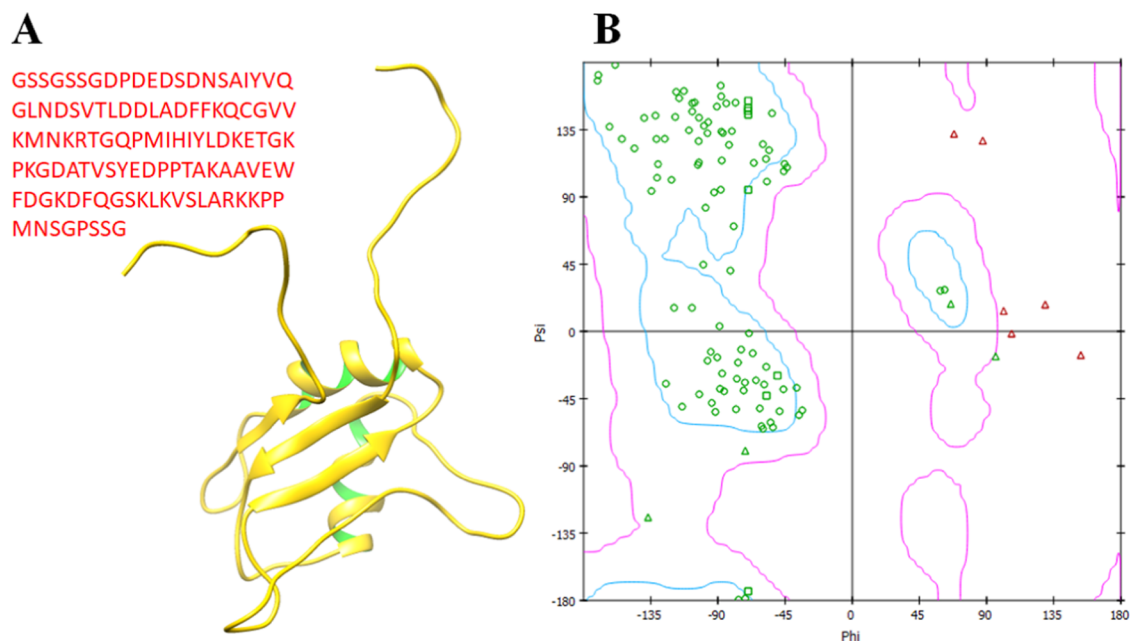 A
GSSGSSGDPDEDSDNSAIYVQ
GLNDSVTLDDLADFFKQCGVV
KMNKRTGQPMIHIYLDKETGK
PKGDATVSYEDPPTAKAAVEW
FDGKDFQGSKLKVSLARKKPP
MNSGPSSG
B
135
90
45
0
-45
-90
-135
-180
Psi
-135
-90
-45
0
45
90
135
180
Phi